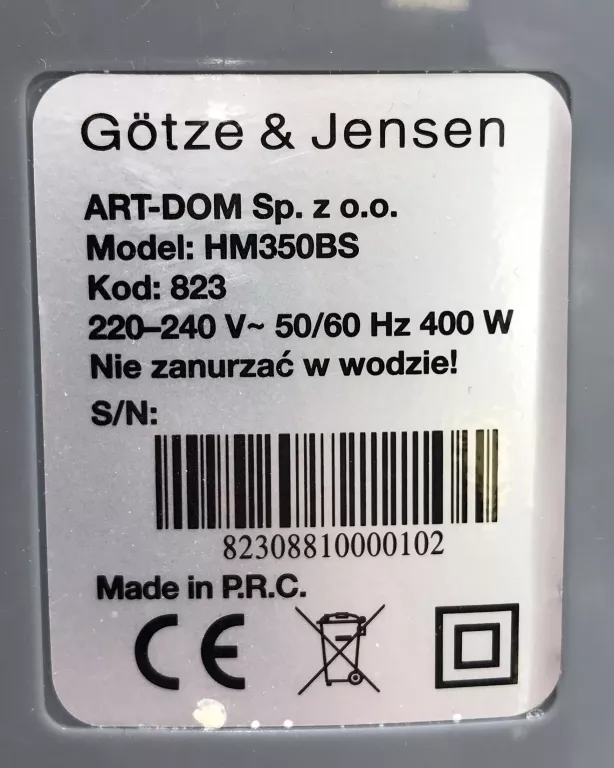 Götze & Jensen
ART-DOM Sp. z o.o.
Model: HM350BS
Kod: 823
220–240 V~ 50/60 Hz 400 W
Nie zanurzać w wodzie!
S/N:
82308810000102
Made in P.R.C.
CE